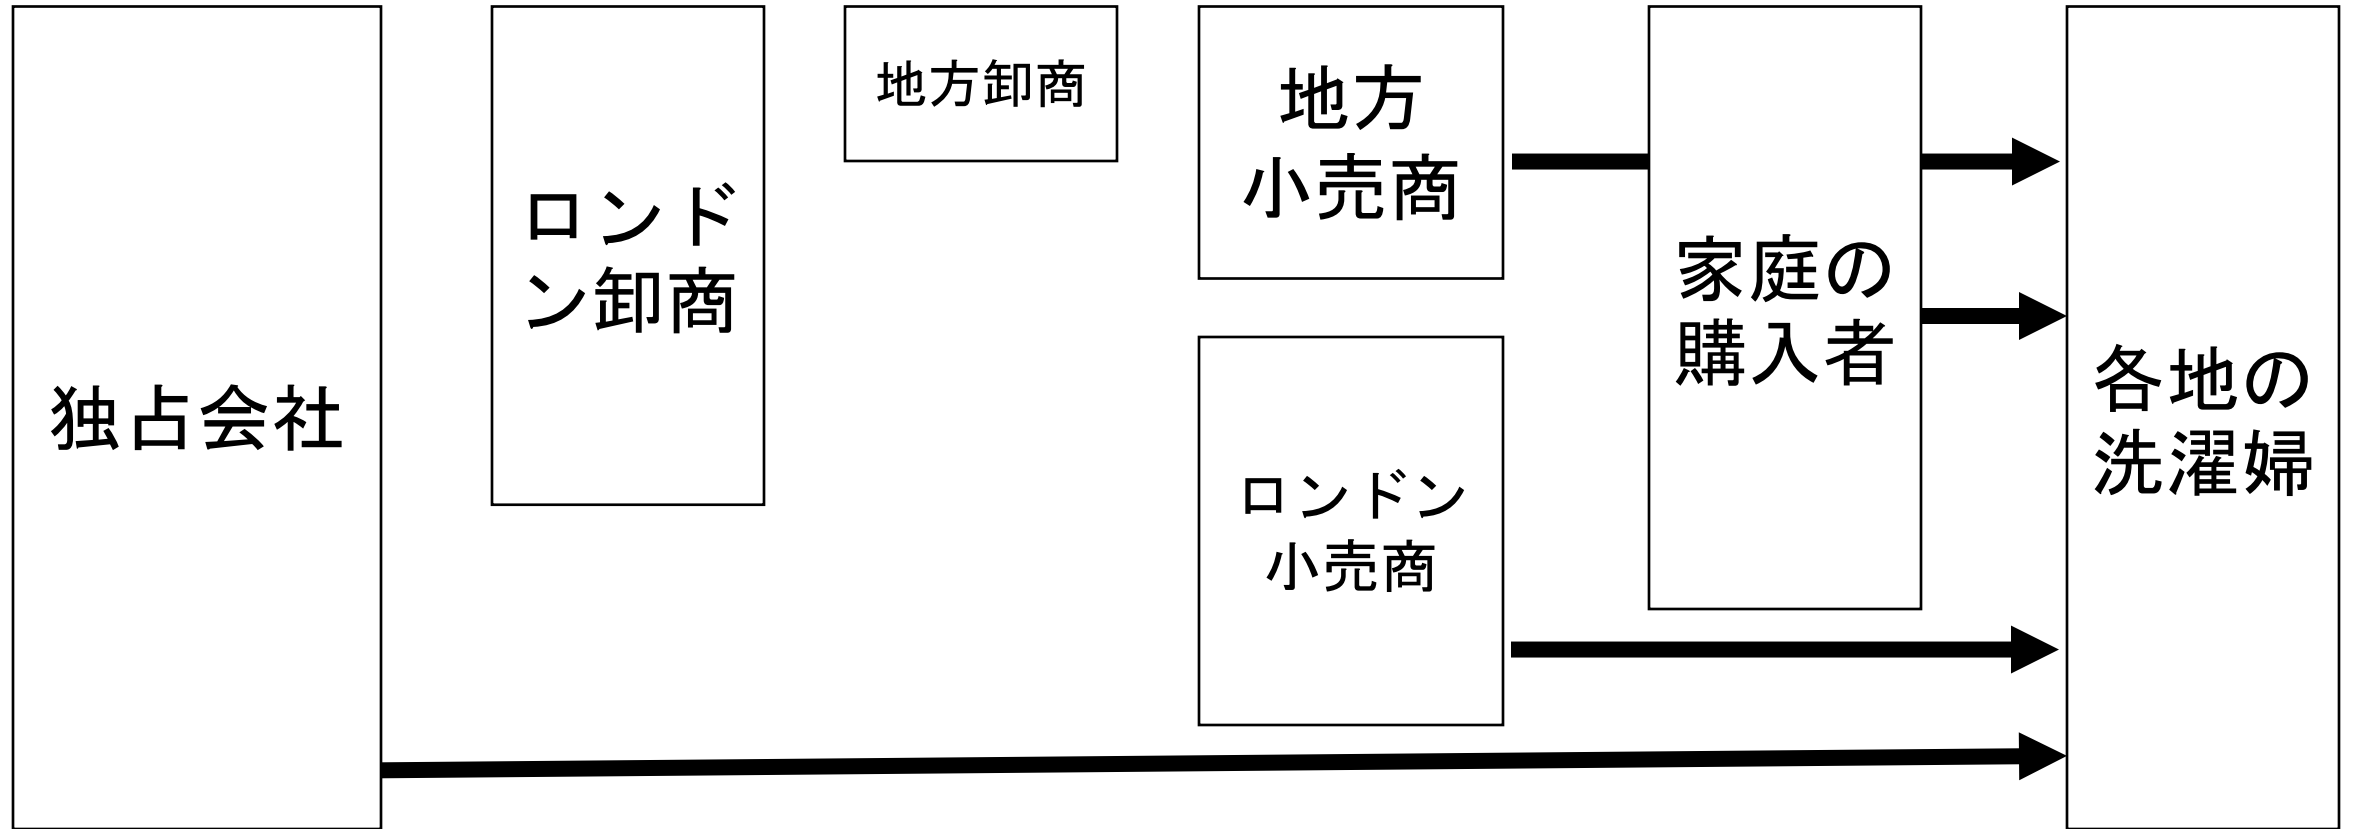 独占会社
ロンド
ン卸商
地方卸商
地方
小売商
ロンドン
小売商
家庭の
購入者
各地の
洗濯婦